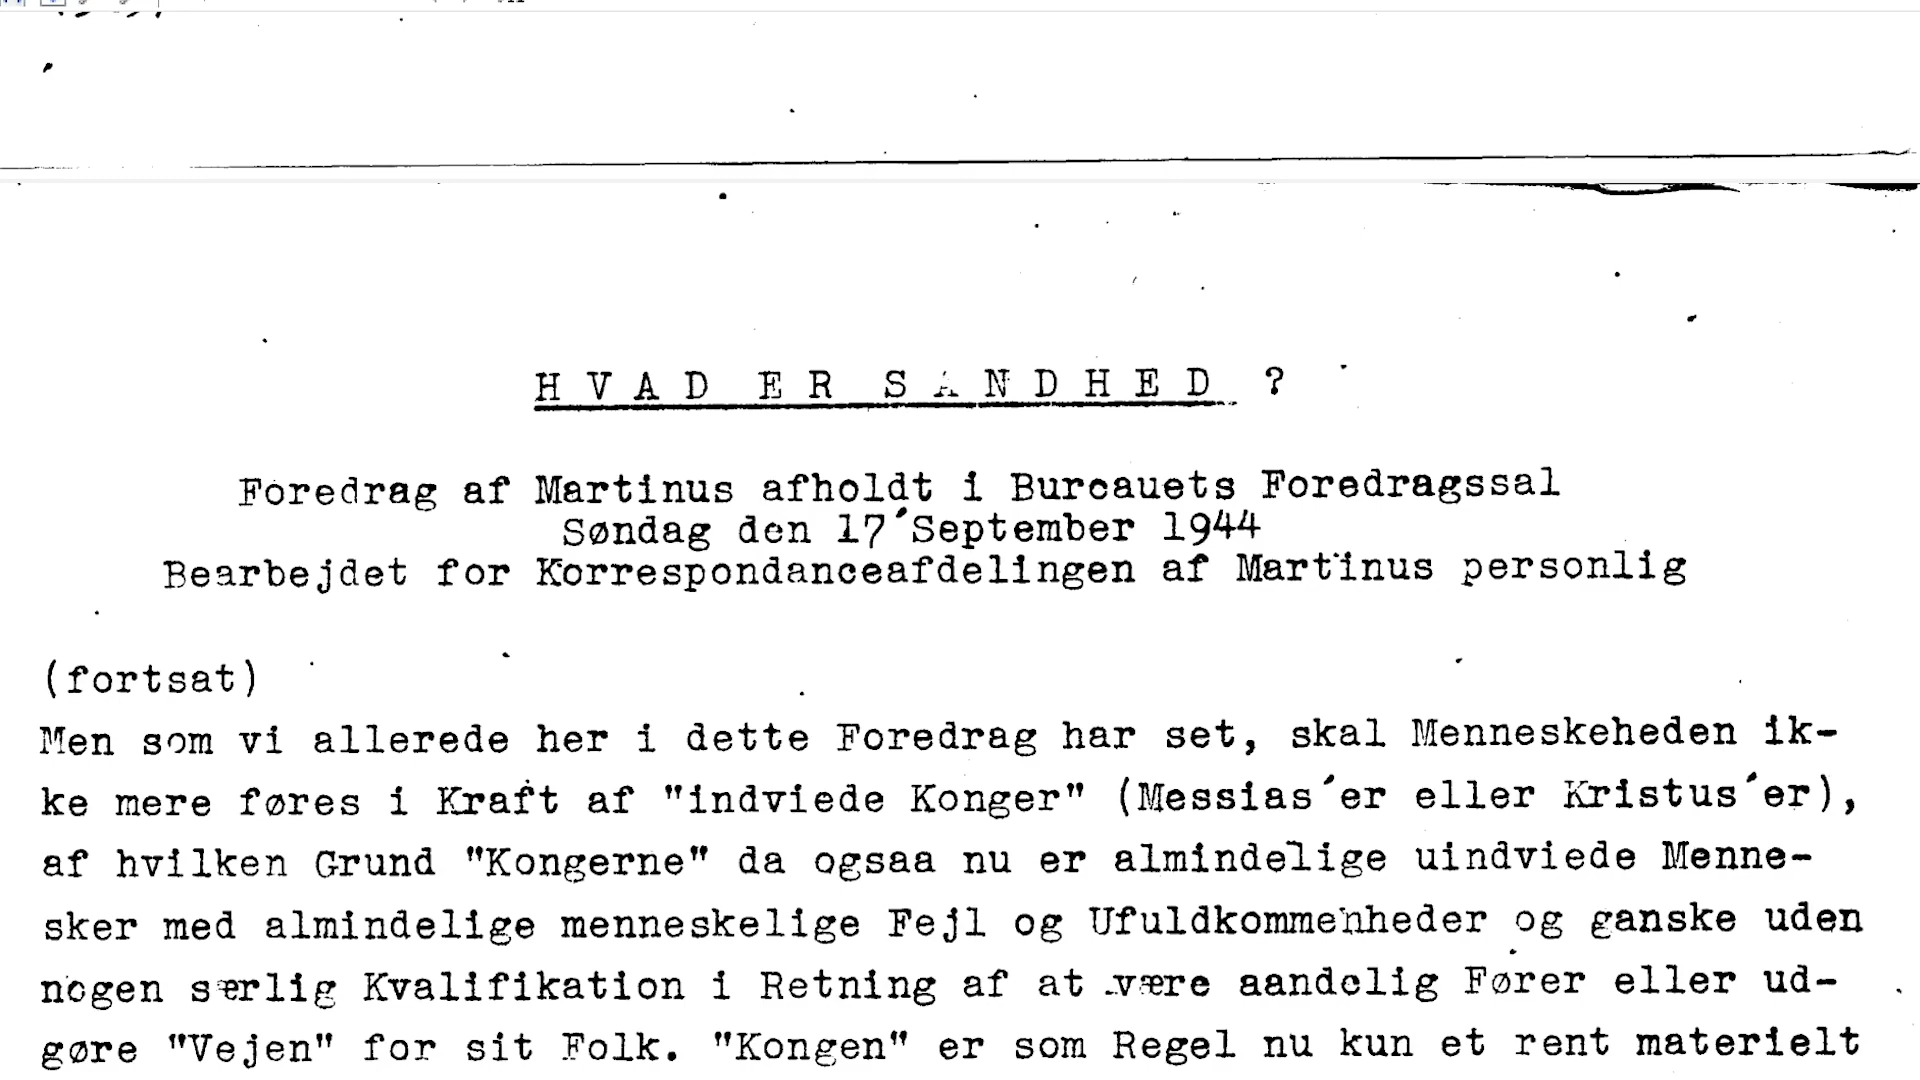 HVAD ER SANDHED ?
Foredrag af Martinus afholdt i Bureauets Foredragssal
Søndag den 17'September 1944
Bearbejdet for Korrespondanceafdelingen af Martinus personlig
(fortsat)
Men som vi allerede her i dette Foredrag har set, skal Menneskeheden ik-
ke mere føres i Kraft af "indviede Konger" (Messias'er eller Kristus'er),
af hvilken Grund "Kongerne" da ogsaa nu er almindelige uindviede Menne-
sker med almindelige menneskelige Fejl og Ufuldkommenheder og ganske uden
nogen særlig Kvalifikation i Retning af at være aandelig Fører eller ud-
gøre "Vejen" for sit Folk. "Kongen" er som Regel nu kun et rent materielt